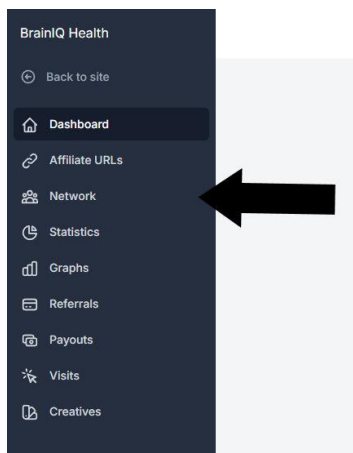 BrainIQ Health
Back to site
Dashboard
Affiliate URLs
Network
Statistics
Graphs
Referrals
Payouts
Visits
Creatives